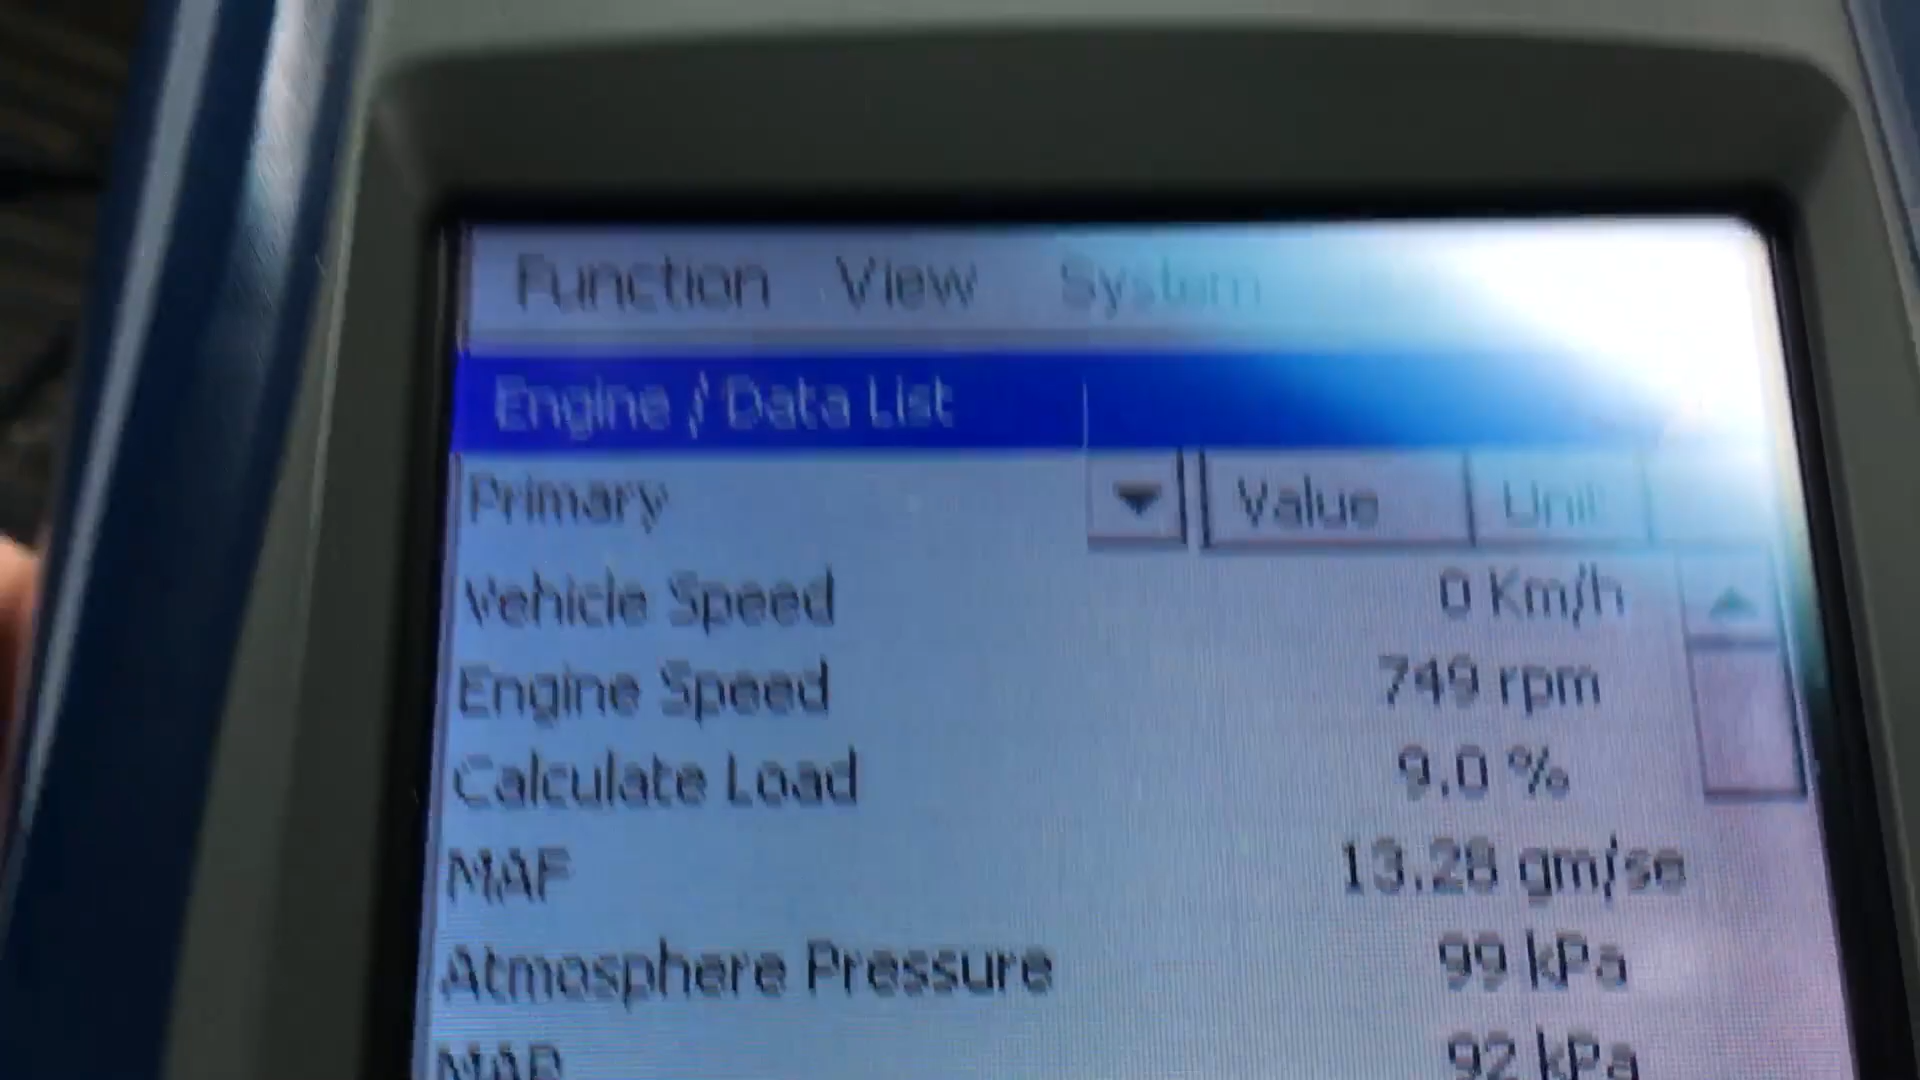 Function View System
Engine / Data List
Primary Value Unit
Vehicle Speed 0 Km/h
Engine Speed 749 rpm
Calculate Load 9.0 %
MAF 13.28 gm/se
Atmosphere Pressure 99 kPa
MAP 92 kPa